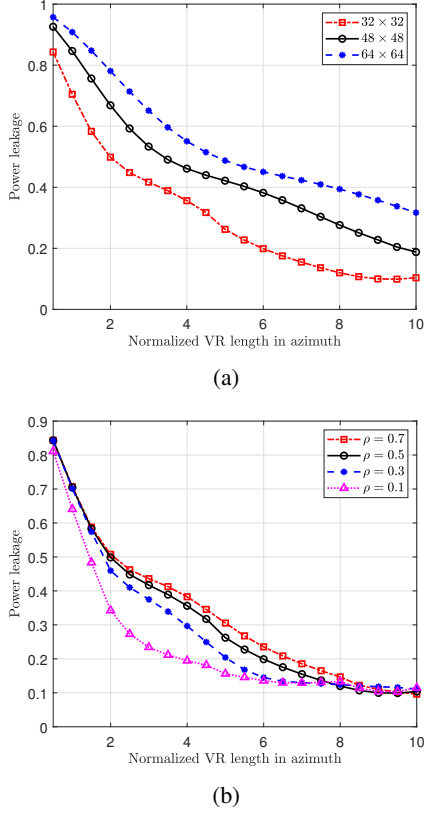 1
0.8
0.6
0.4
0.2
0
Power leakage
32 × 32
48 × 48
64 × 64
2 4 6 8 10
Normalized VR length in azimuth
(a)
0.9
0.8
0.7
0.6
0.5
0.4
0.3
0.2
0.1
0
Power leakage
ρ = 0.7
ρ = 0.5
ρ = 0.3
ρ = 0.1
2 4 6 8 10
Normalized VR length in azimuth
(b)